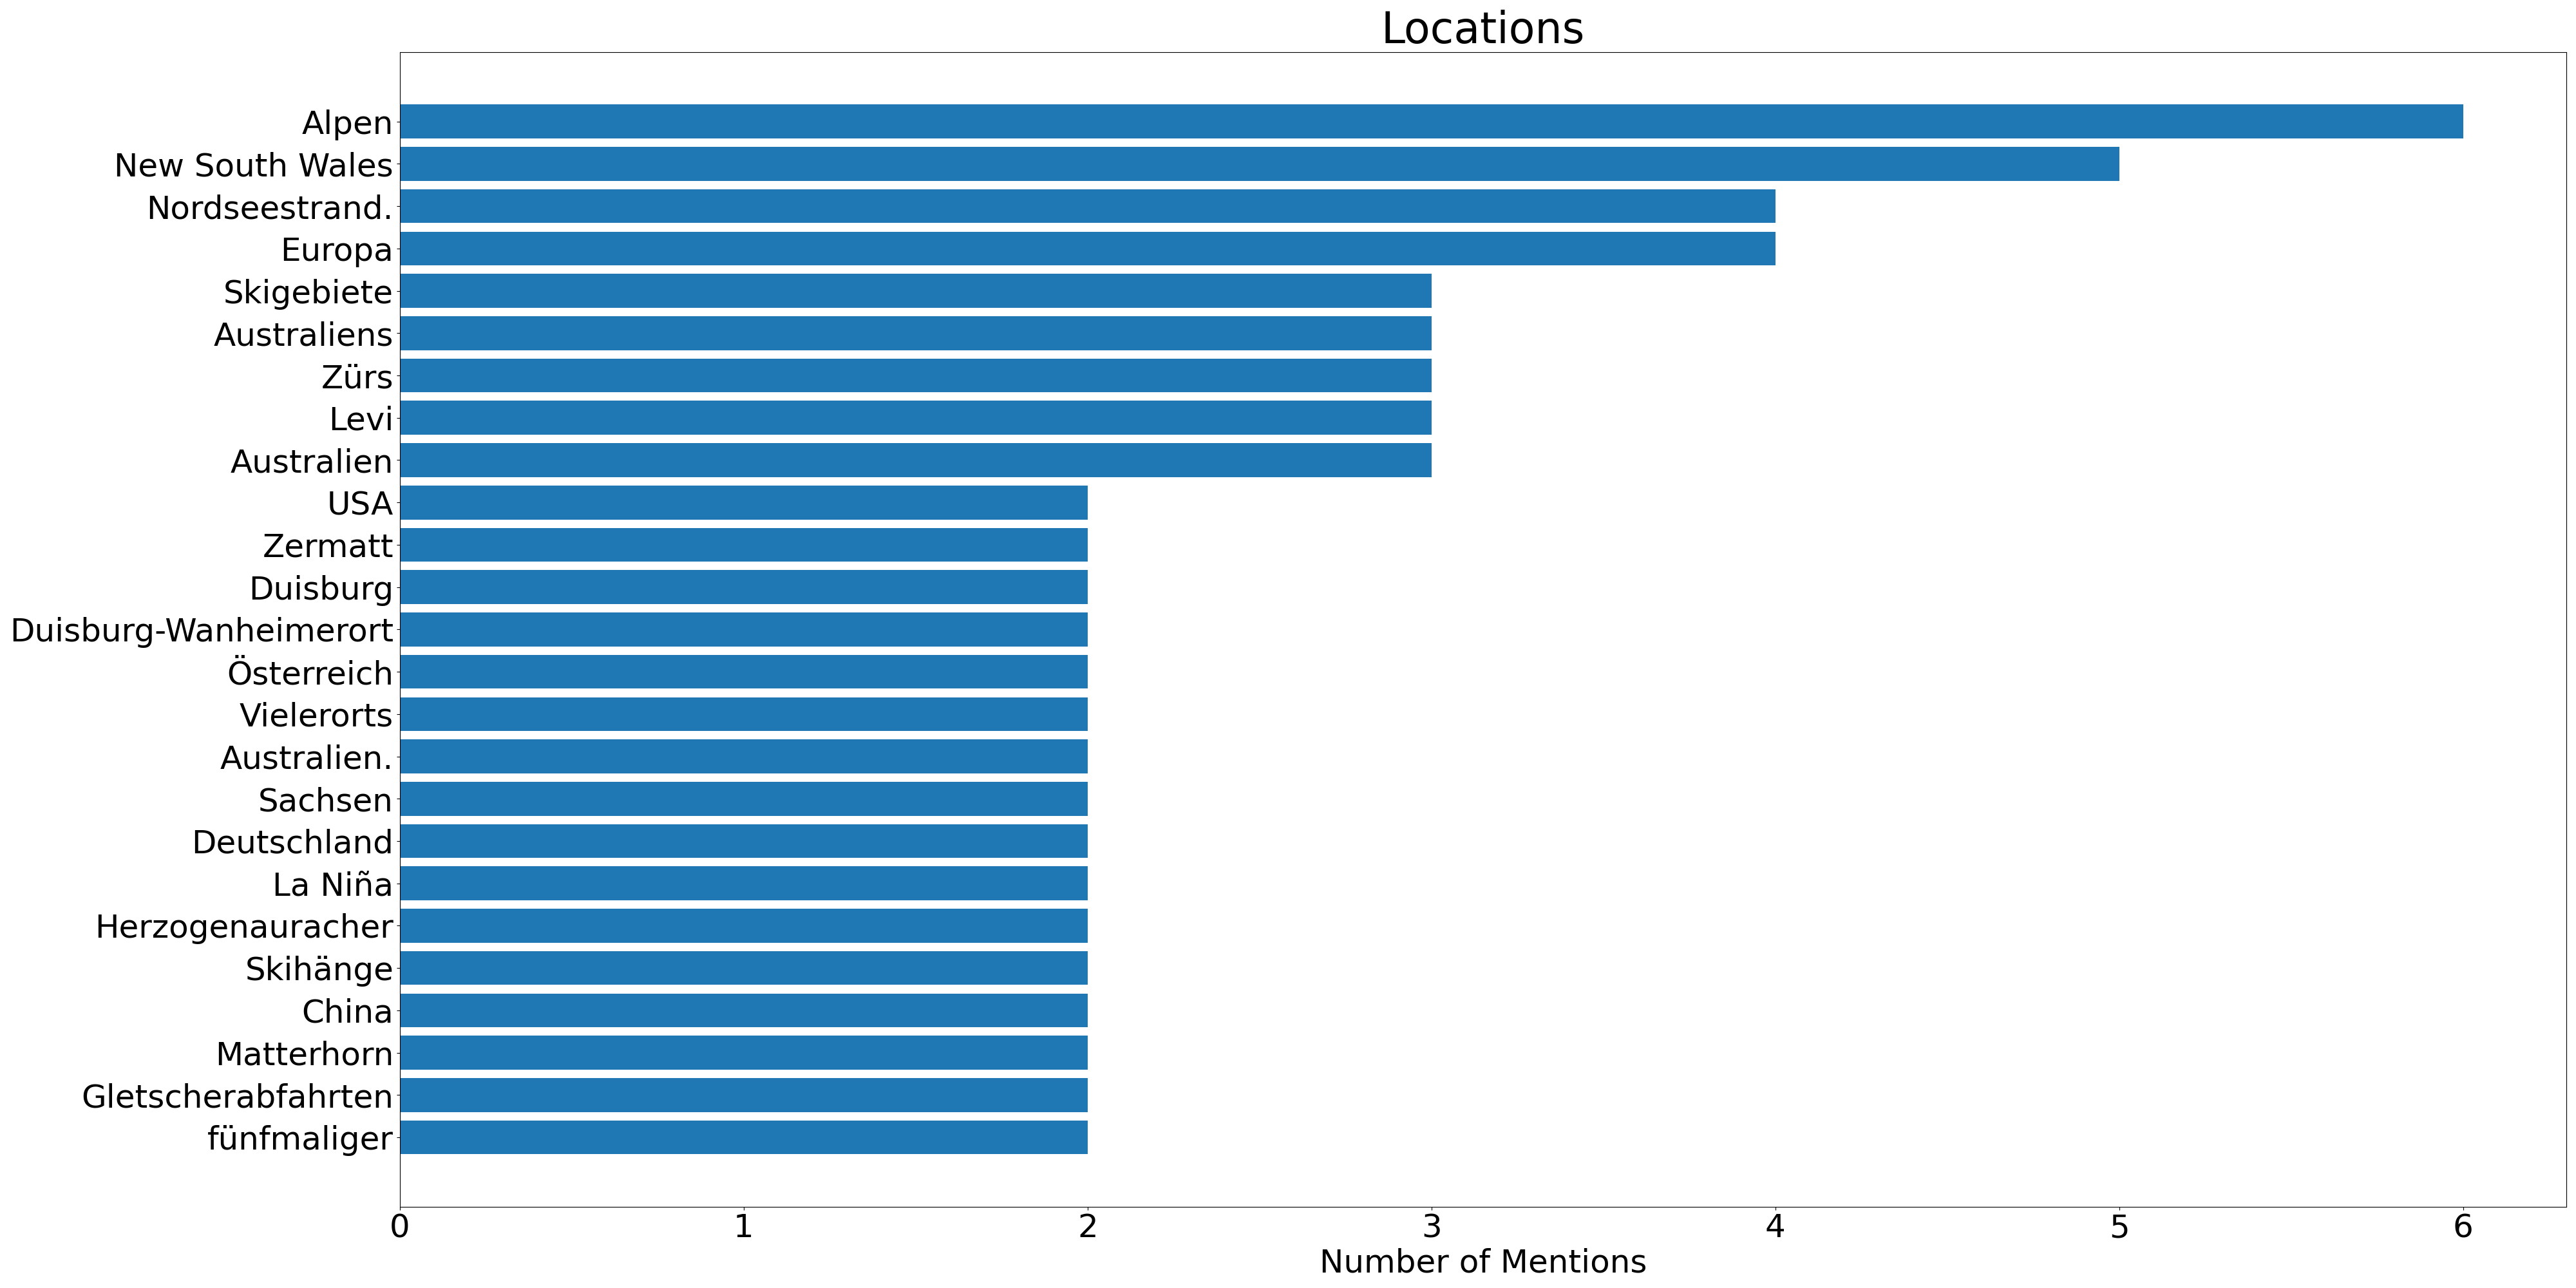 Locations
Alpen
New South Wales
Nordseestrand.
Europa
Skigebiete
Australiens
Zürs
Levi
Australien
USA
Zermatt
Duisburg
Duisburg-Wanheimerort
Österreich
Vielerorts
Australien.
Sachsen
Deutschland
La Niña
Herzogenauracher
Skihänge
China
Matterhorn
Gletscherabfahrten
fünfmaliger
0 1 2 3 4 5 6
Number of Mentions